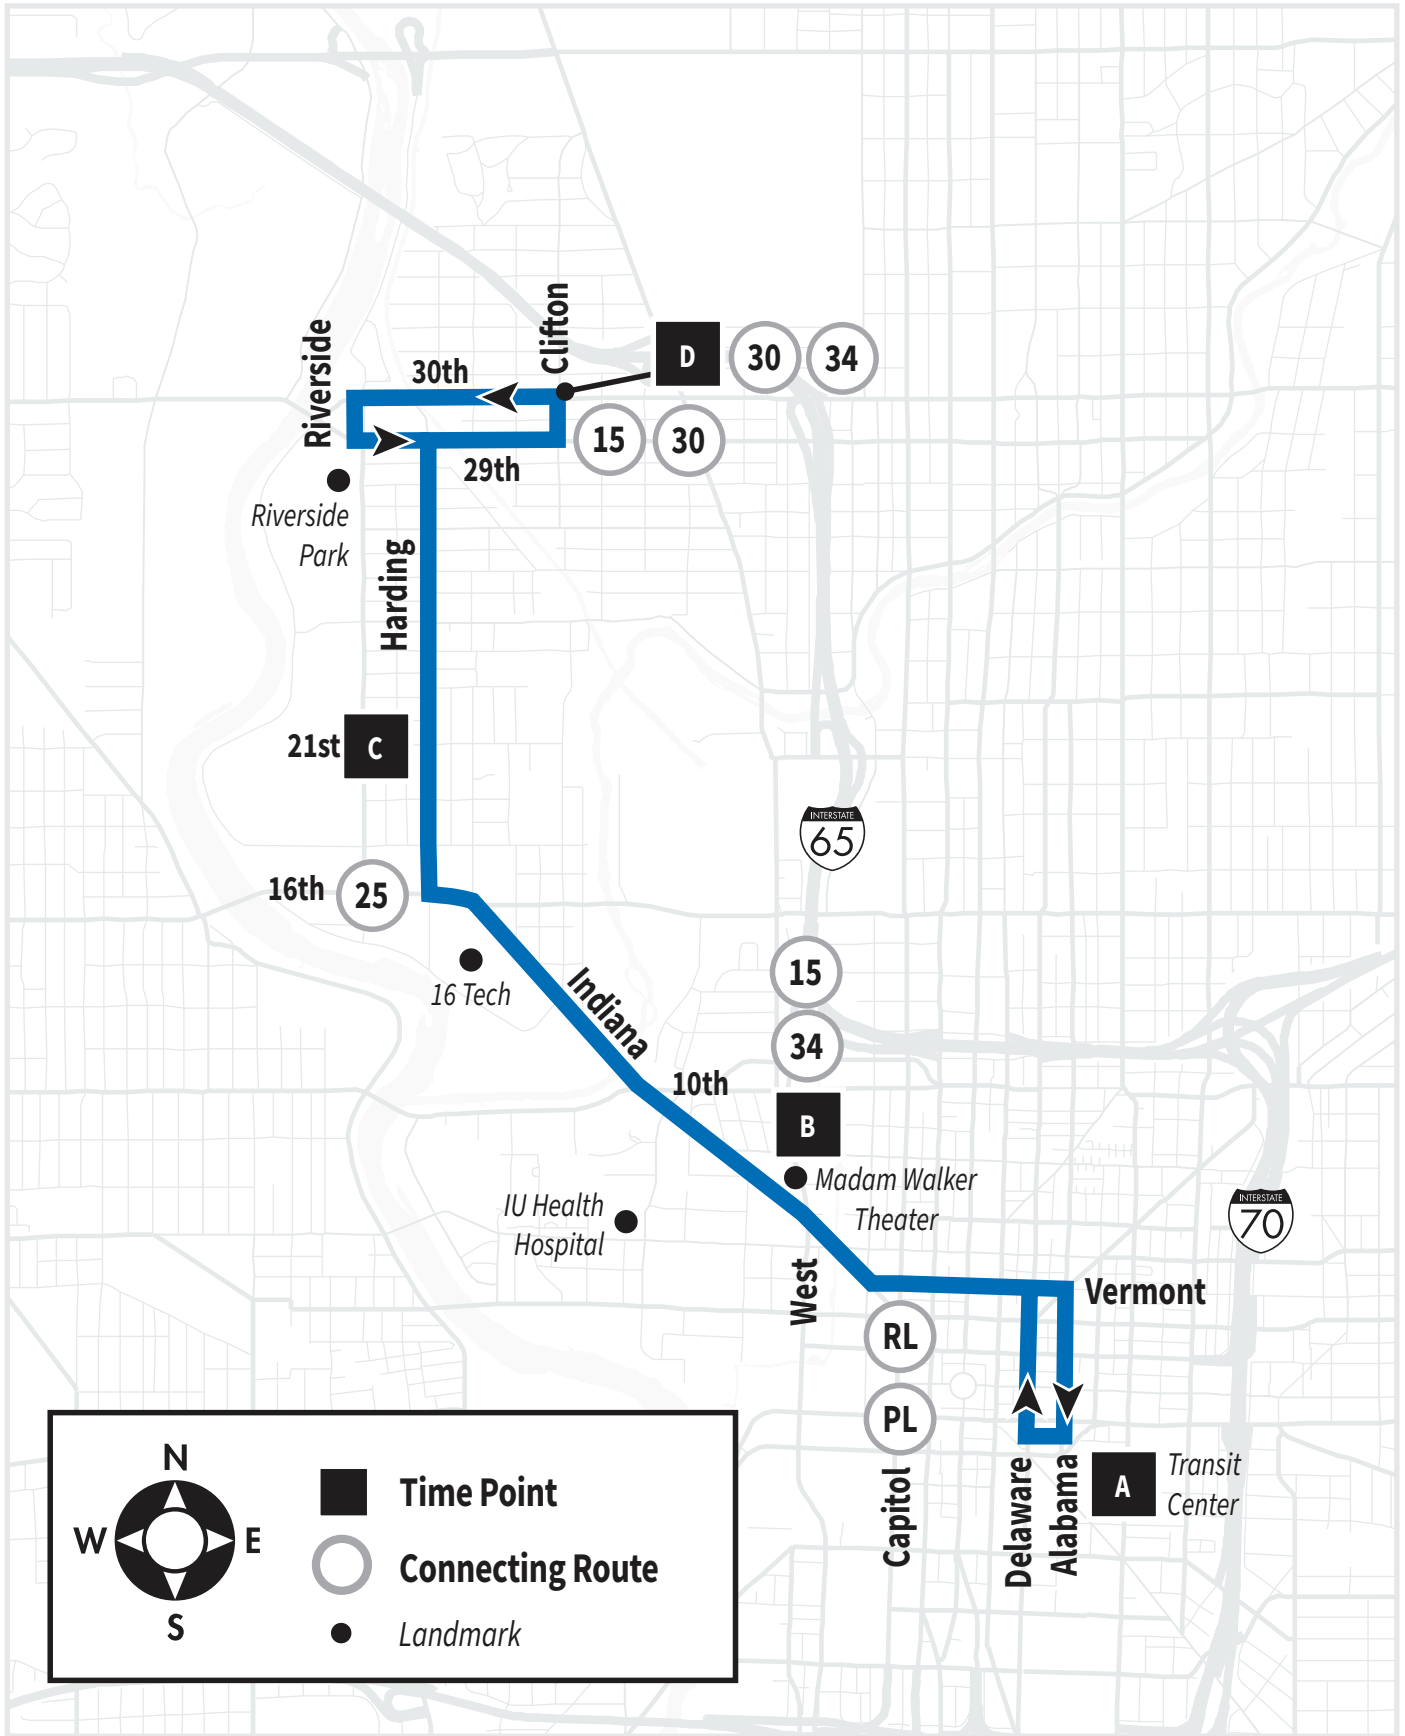 Clifton
Riverside
D
30
34
30th
15
30
29th
Riverside
Park
Harding
21st
C
INTERSTATE
65
16th
25
15
16 Tech
Indiana
34
10th
B
Madam Walker
Theater
IU Health
Hospital
INTERSTATE
70
West
Vermont
RL
PL
Capitol
Delaware
Alabama
A
Transit
Center
N
W
E
S
Time Point
Connecting Route
Landmark